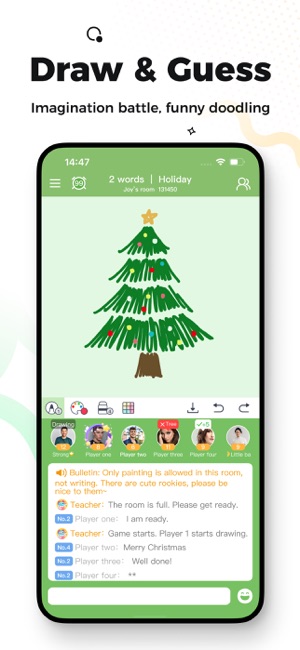 Draw & Guess
Imagination battle, funny doodling
14:47
99
2 words | Holiday
Joy's room 131450
Drawing
× Tree
✓+5
Strong
Player one
Player two
Player three
Player four
Little ba
Bulletin: Only painting is allowed in this room,
not writing. There are cute rookies, please be
nice to them~
Teacher: The room is full. Please get ready.
No.2 Player one: I am ready.
Teacher: Game starts. Player 1 starts drawing.
No.4 Player two: Merry Christmas
No.2 Player three: Well done!
No.2 Player four: **